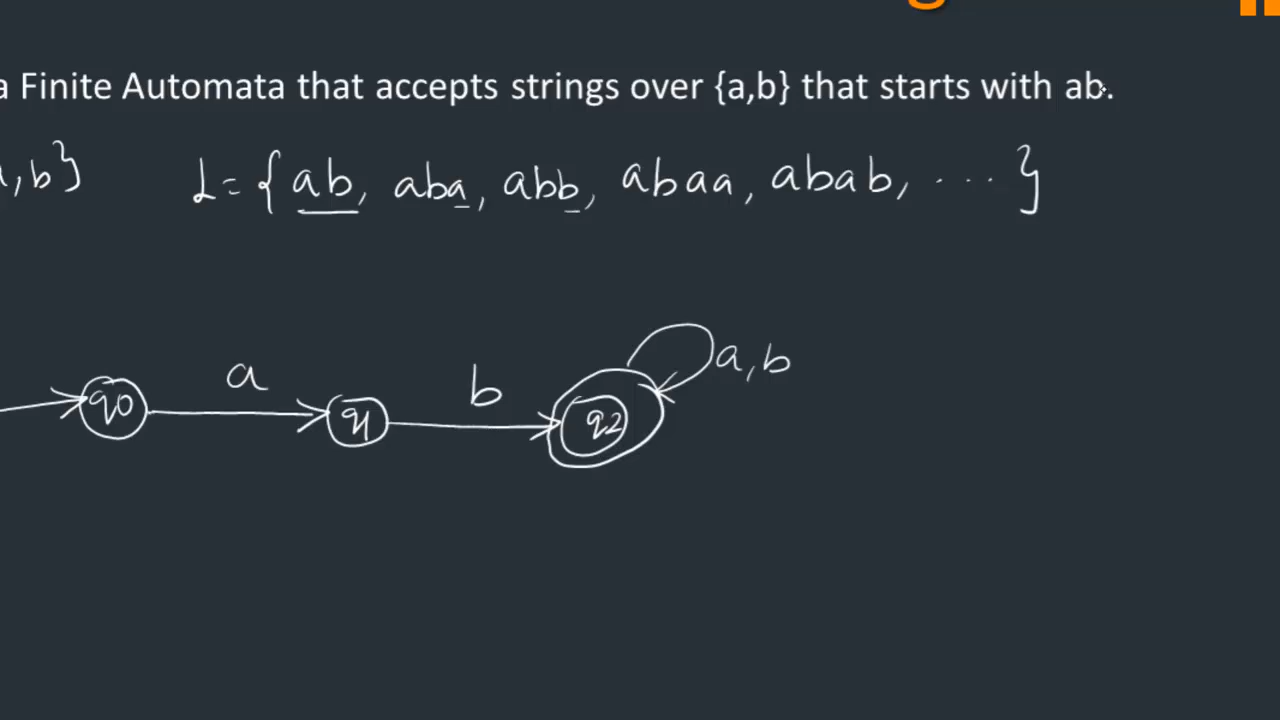 a Finite Automata that accepts strings over {a,b} that starts with ab.
, b} L = { ab, aba, abb, abaa, abab, ... }
a b a, b
q0 q1 q2